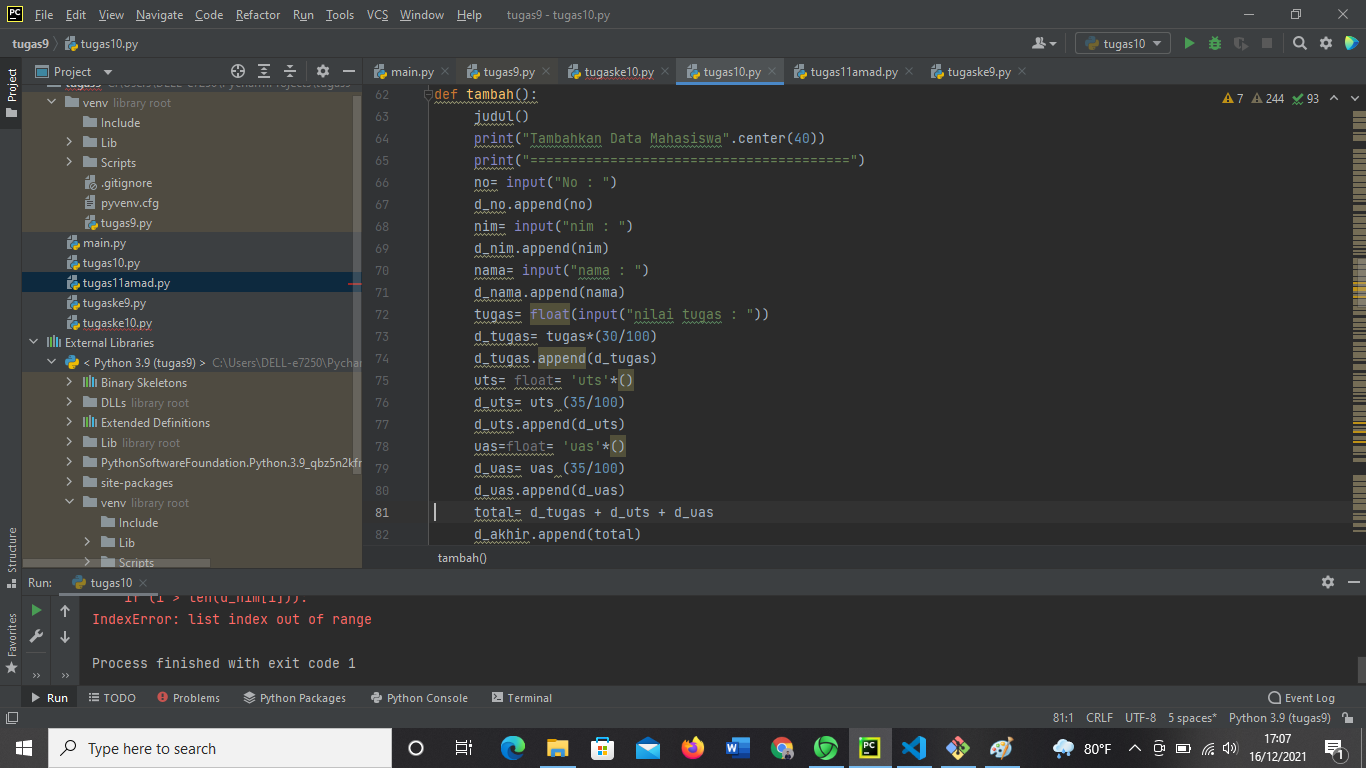 File Edit View Navigate Code Refactor Run Tools VCS Window Help tugas9 - tugas10.py
tugas9 tugas10.py tugas10
Project
main.py tugas9.py tugaske10.py tugas10.py tugas11amad.py tugaske9.py
Project
venv library root
Include
Lib
Scripts
.gitignore
pyvenv.cfg
tugas9.py
main.py
tugas10.py
tugas11amad.py
tugaske9.py
tugaske10.py
External Libraries
< Python 3.9 (tugas9) > C:\Users\DELL-e7250\Pychar
Binary Skeletons
DLLs library root
Extended Definitions
Lib library root
PythonSoftwareFoundation.Python.3.9_qbz5n2kfr
site-packages
venv library root
Include
Lib
Scripts
7 244 93
62 def tambah():
63 judul()
64 print("Tambahkan Data Mahasiswa".center(40))
65 print("========================================")
66 no= input("No : ")
67 d_no.append(no)
68 nim= input("nim : ")
69 d_nim.append(nim)
70 nama= input("nama : ")
71 d_nama.append(nama)
72 tugas= float(input("nilai tugas : "))
73 d_tugas= tugas*(30/100)
74 d_tugas.append(d_tugas)
75 uts= float= 'uts'*()
76 d_uts= uts (35/100)
77 d_uts.append(d_uts)
78 uas=float= 'uas'*()
79 d_uas= uas (35/100)
80 d_uas.append(d_uas)
81 total= d_tugas + d_uts + d_uas
82 d_akhir.append(total)
tambah()
Structure
Favorites
Run: tugas10
if (i > len(d_nim[i])):
IndexError: list index out of range
Process finished with exit code 1
Run TODO Problems Python Packages Python Console Terminal Event Log
81:1 CRLF UTF-8 5 spaces* Python 3.9 (tugas9)
Type here to search
80°F
17:07
16/12/2021
1